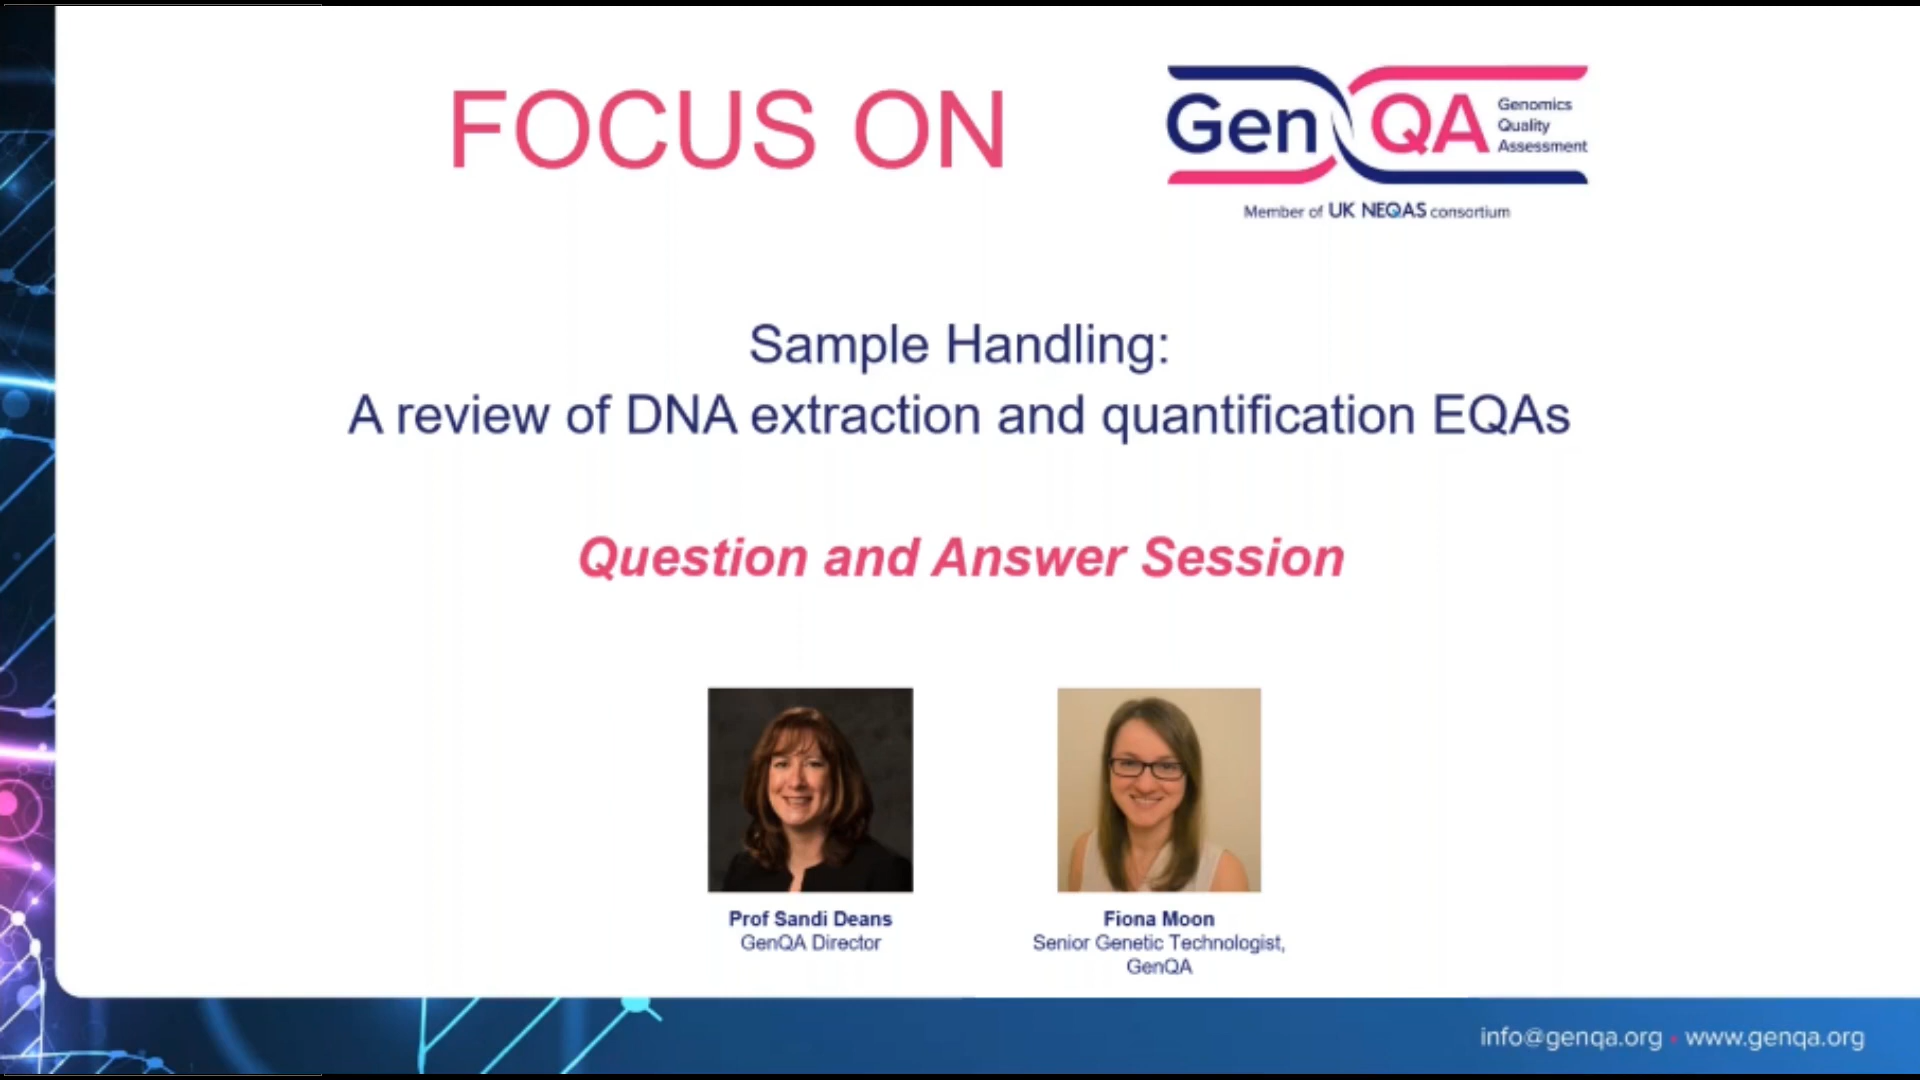 FOCUS ON
GenQA
Genomics
Quality
Assessment
Member of UK NEQAS consortium
Sample Handling:
A review of DNA extraction and quantification EQAs
Question and Answer Session
Prof Sandi Deans
GenQA Director
Fiona Moon
Senior Genetic Technologist,
GenQA
info@genqa.org • www.genqa.org